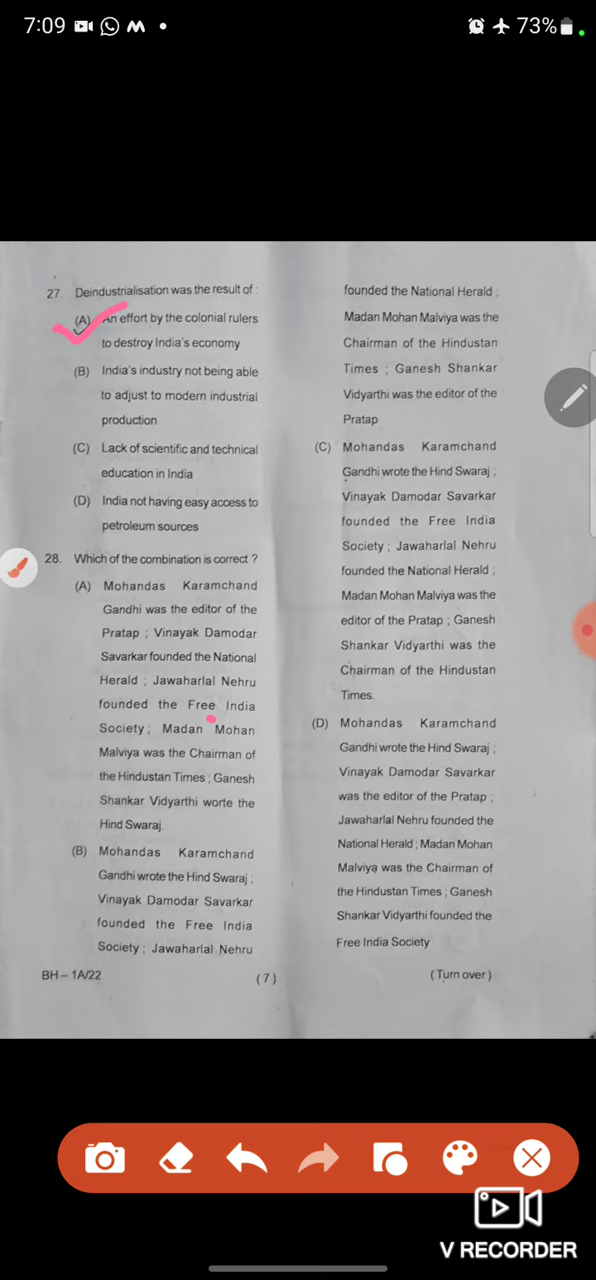 7:09
73%
27. Deindustrialisation was the result of :
(A) An effort by the colonial rulers
to destroy India's economy
(B) India's industry not being able
to adjust to modern industrial
production
(C) Lack of scientific and technical
education in India
(D) India not having easy access to
petroleum sources
28. Which of the combination is correct ?
(A) Mohandas Karamchand
Gandhi was the editor of the
Pratap ; Vinayak Damodar
Savarkar founded the National
Herald ; Jawaharlal Nehru
founded the Free India
Society; Madan Mohan
Malviya was the Chairman of
the Hindustan Times ; Ganesh
Shankar Vidyarthi worte the
Hind Swaraj.
(B) Mohandas Karamchand
Gandhi wrote the Hind Swaraj ;
Vinayak Damodar Savarkar
founded the Free India
Society ; Jawaharlal Nehru
founded the National Herald ;
Madan Mohan Malviya was the
Chairman of the Hindustan
Times ; Ganesh Shankar
Vidyarthi was the editor of the
Pratap
(C) Mohandas Karamchand
Gandhi wrote the Hind Swaraj ;
Vinayak Damodar Savarkar
founded the Free India
Society ; Jawaharlal Nehru
founded the National Herald ;
Madan Mohan Malviya was the
editor of the Pratap ; Ganesh
Shankar Vidyarthi was the
Chairman of the Hindustan
Times.
(D) Mohandas Karamchand
Gandhi wrote the Hind Swaraj ;
Vinayak Damodar Savarkar
was the editor of the Pratap ;
Jawaharlal Nehru founded the
National Herald ; Madan Mohan
Malviya was the Chairman of
the Hindustan Times ; Ganesh
Shankar Vidyarthi founded the
Free India Society
BH – 1A/22
(7)
(Turn over)
V RECORDER